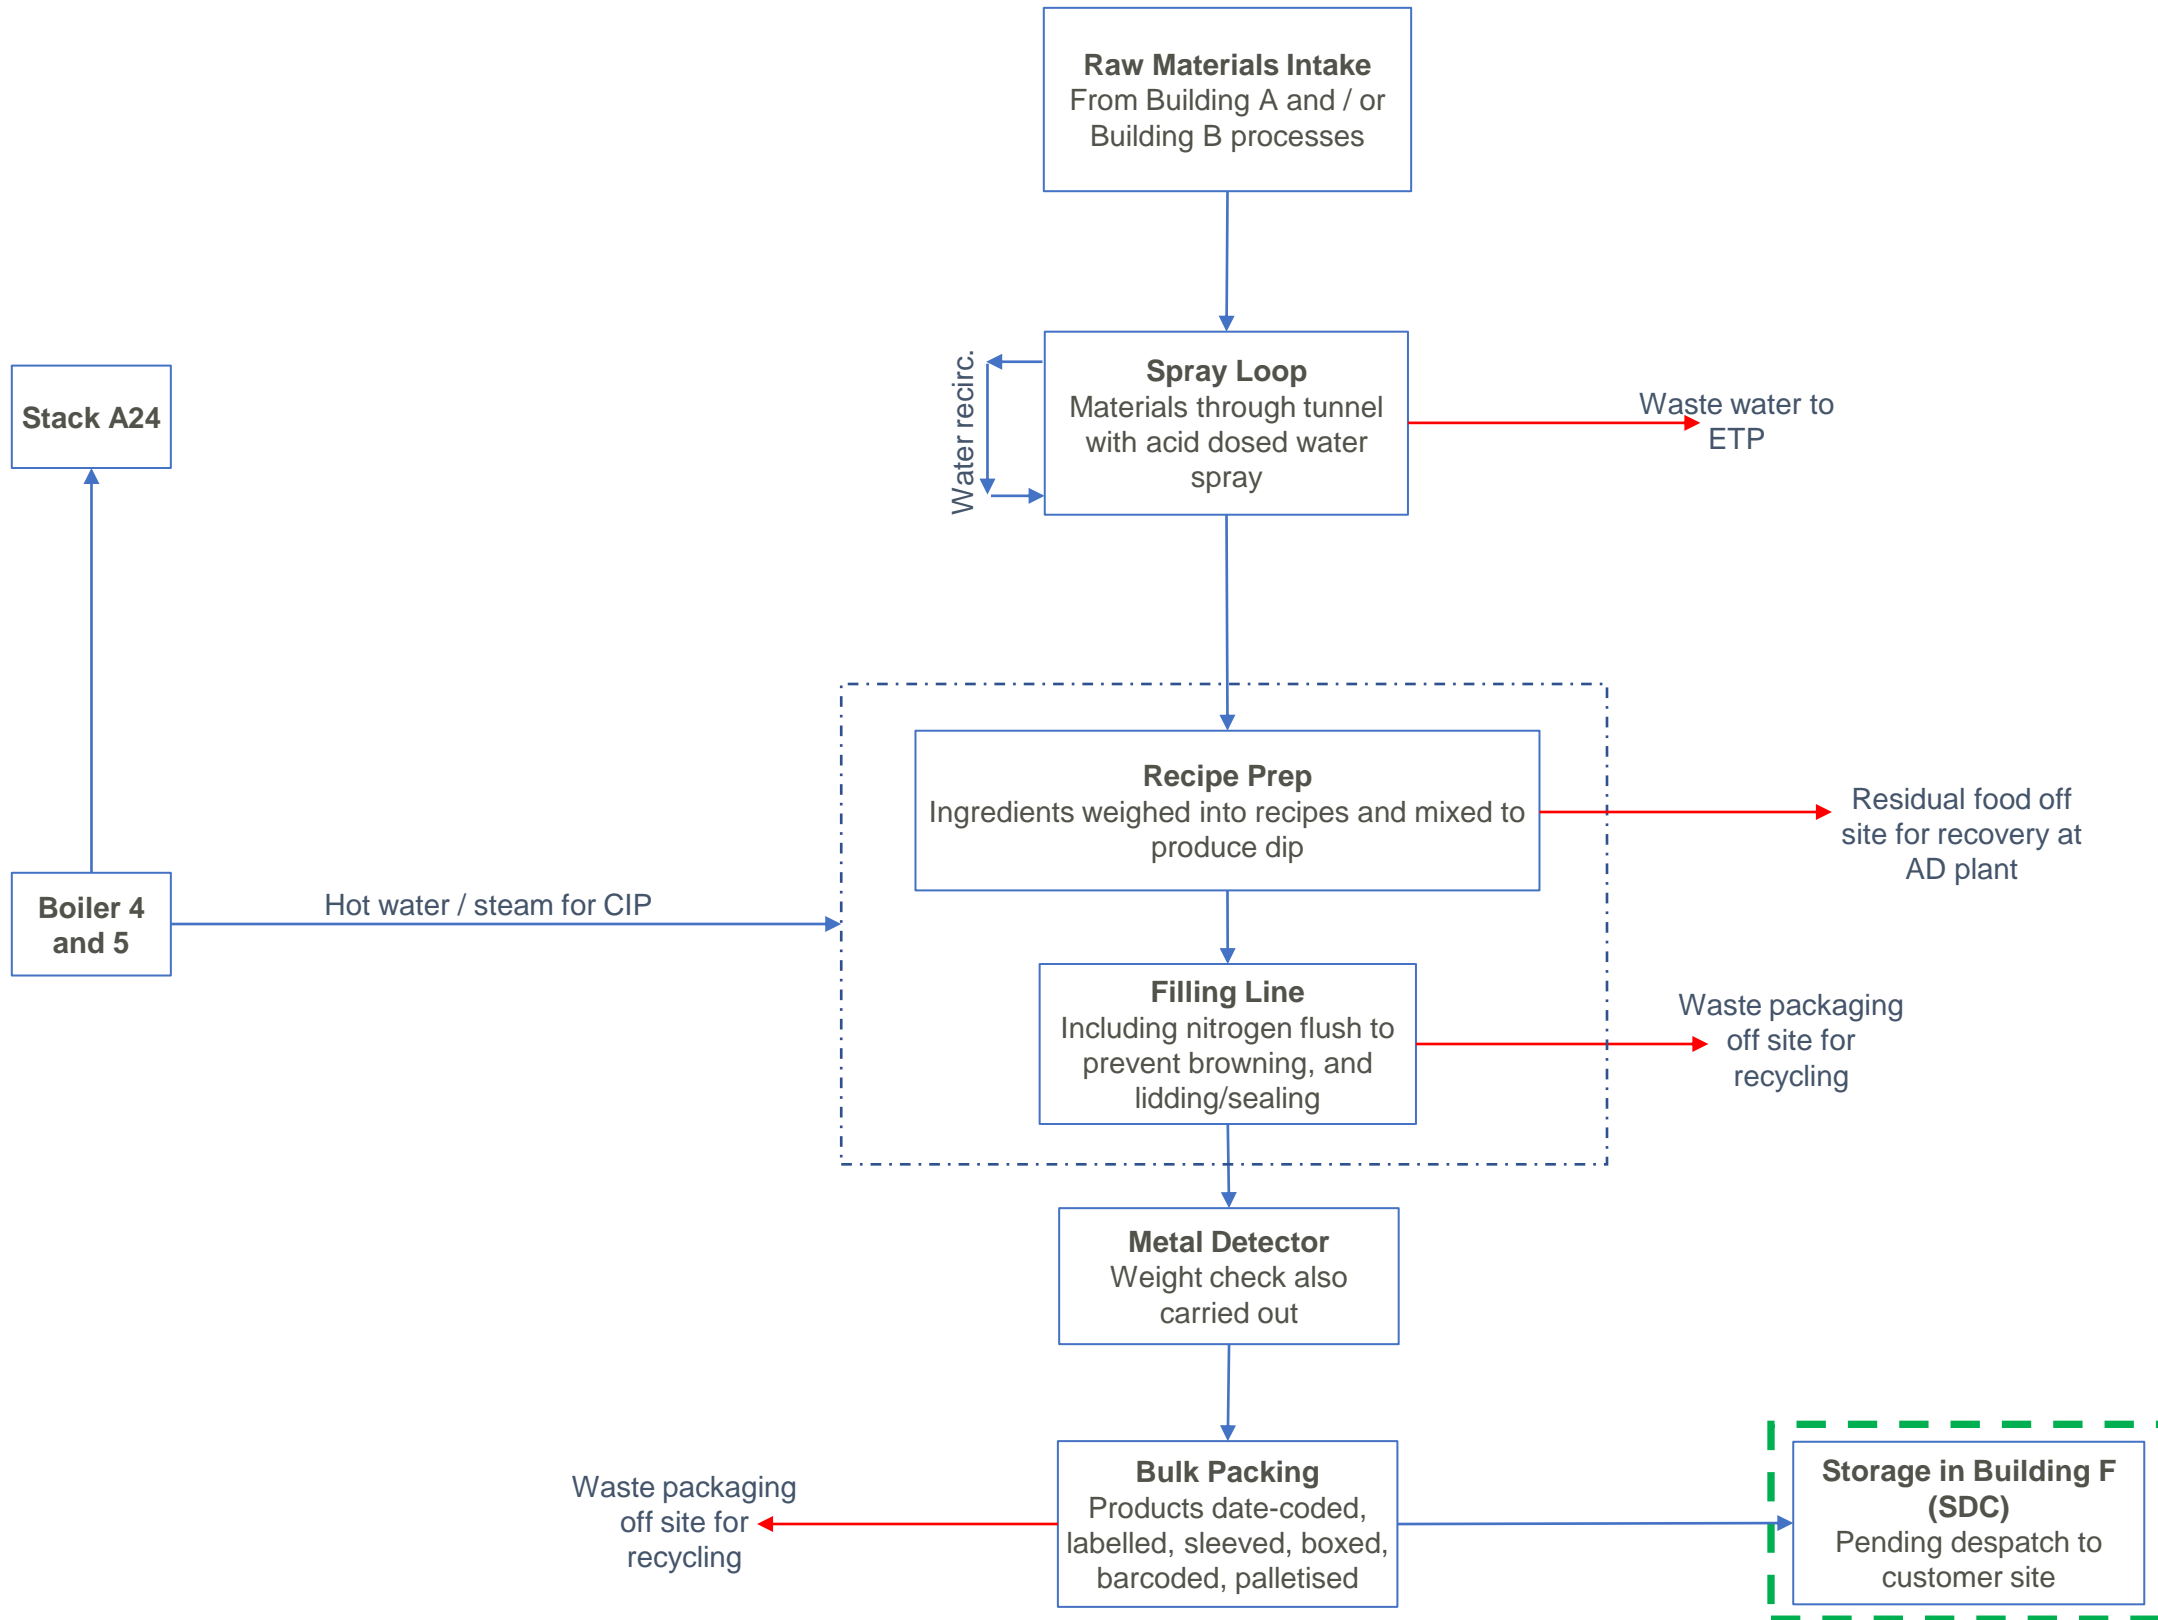 Raw Materials Intake
From Building A and / or
Building B processes
Water recirc.
Spray Loop
Materials through tunnel
with acid dosed water
spray
Waste water to
ETP
Stack A24
Recipe Prep
Ingredients weighed into recipes and mixed to
produce dip
Residual food off
site for recovery at
AD plant
Boiler 4
and 5
Hot water / steam for CIP
Filling Line
Including nitrogen flush to
prevent browning, and
lidding/sealing
Waste packaging
off site for
recycling
Metal Detector
Weight check also
carried out
Waste packaging
off site for
recycling
Bulk Packing
Products date-coded,
labelled, sleeved, boxed,
barcoded, palletised
Storage in Building F
(SDC)
Pending despatch to
customer site